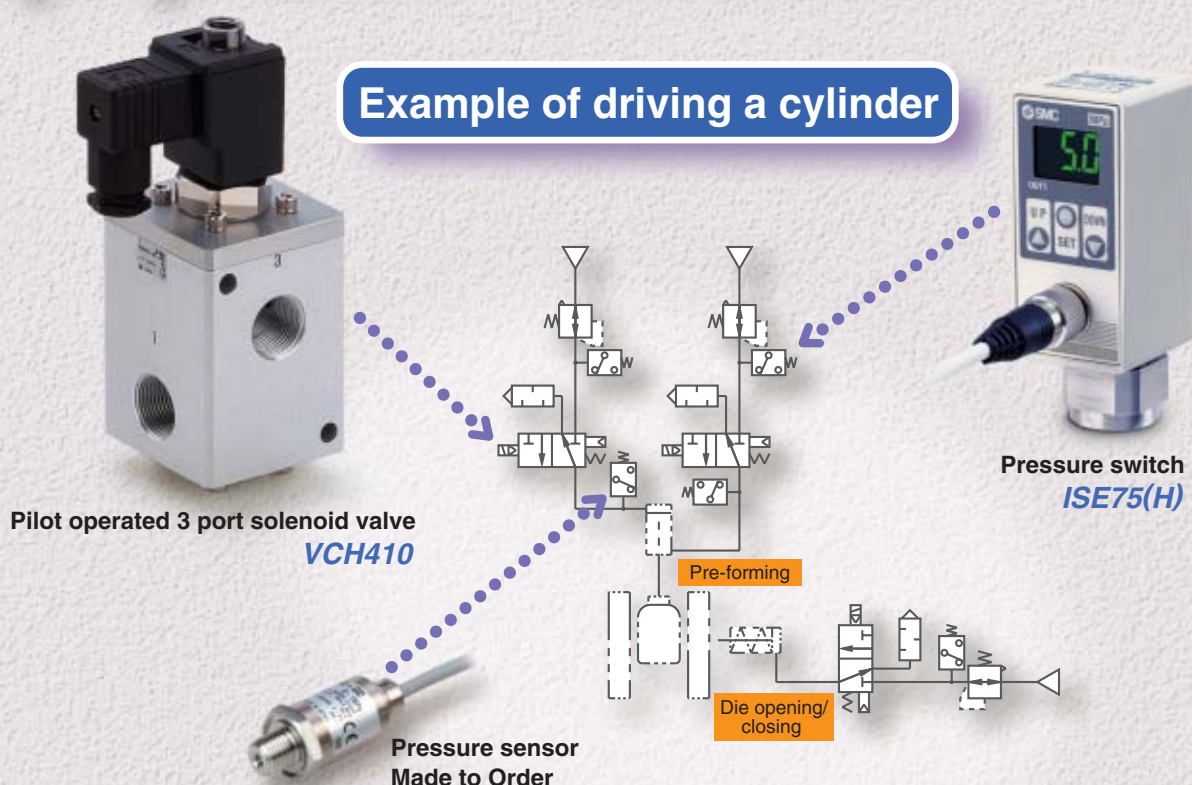 Example of driving a cylinder
SMC
5.0
OUT1
UP
DOWN
SET
3
1
Pressure switch
ISE75(H)
Pilot operated 3 port solenoid valve
VCH410
Pre-forming
Die opening/
closing
Pressure sensor
Made to Order